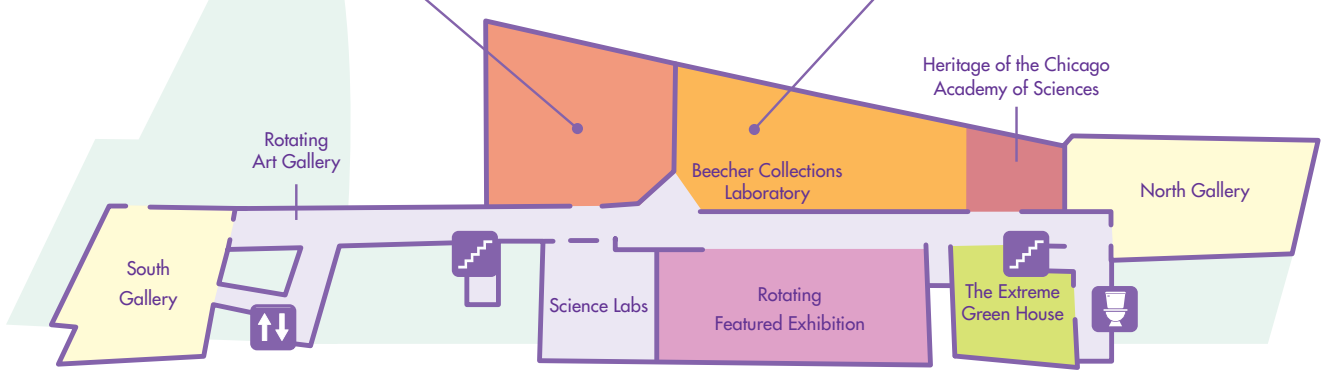 Heritage of the Chicago
Academy of Sciences
Rotating
Art Gallery
Beecher Collections
Laboratory
North Gallery
South
Gallery
Science Labs
Rotating
Featured Exhibition
The Extreme
Green House